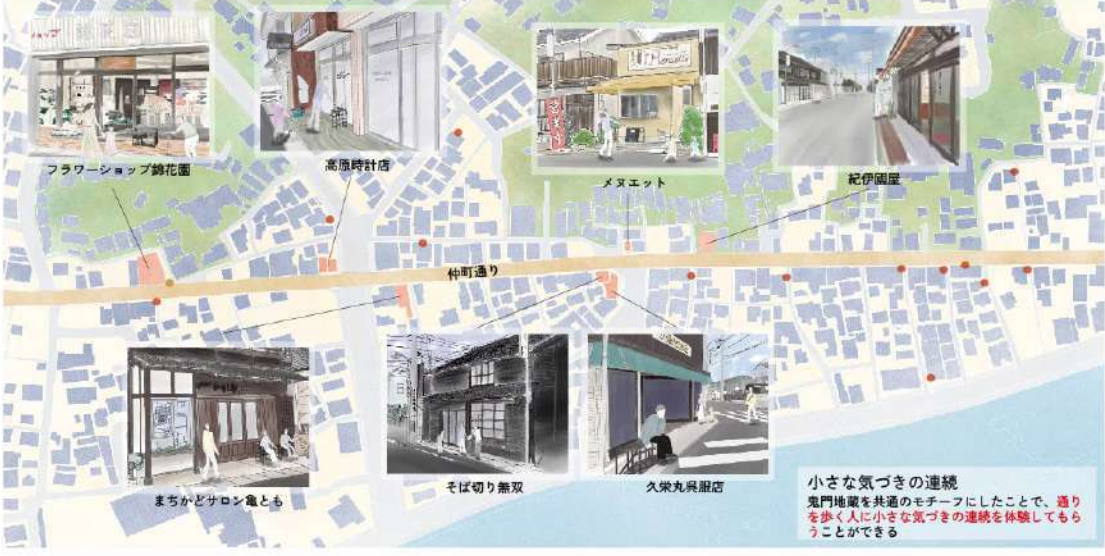 フラワーショップ錦花園
高原時計店
メヌエット
紀伊國屋
仲町通り
まちかどサロン亀とも
そば切り無双
久栄丸呉服店
小さな気づきの連続
鬼門地蔵を共通のモチーフにしたことで、通り
を歩く人に小さな気づきの連続を体験してもら
うことができる